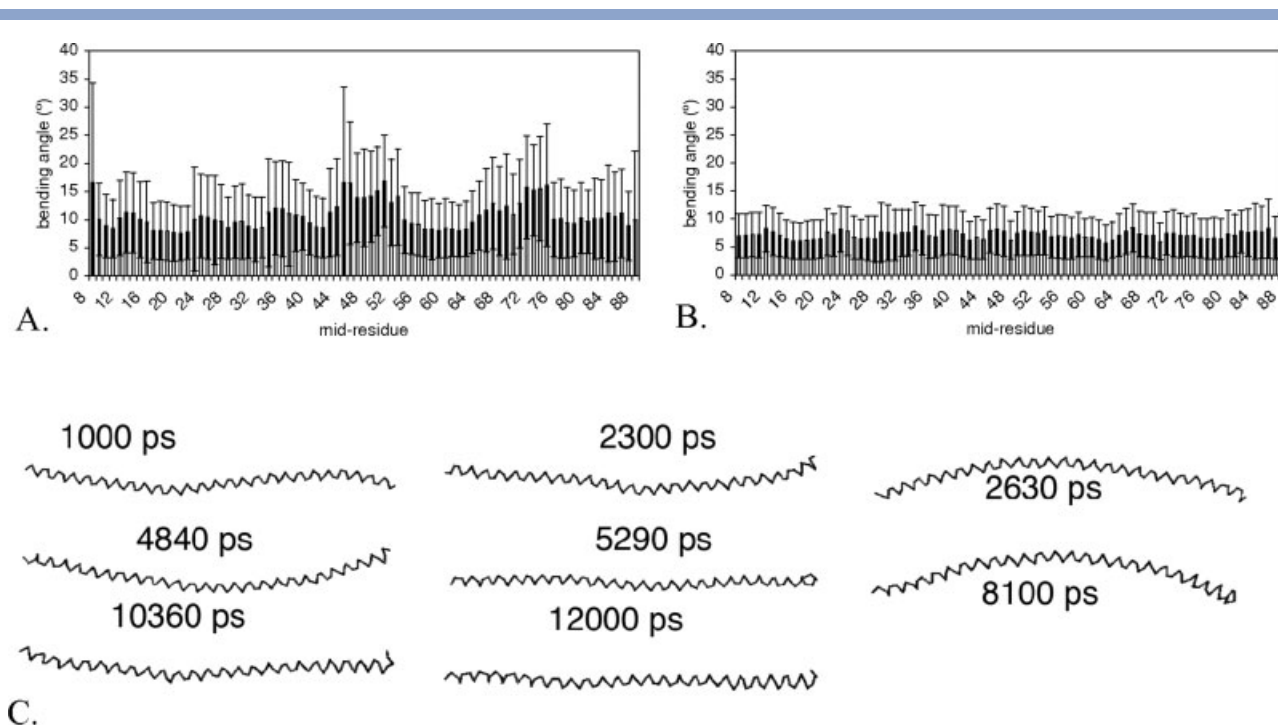 40
35
30
25
20
15
10
5
0
bending angle (º)
8 12 16 20 24 28 32 36 40 44 48 52 56 60 64 68 72 76 80 84 88
mid-residue
A.
40
35
30
25
20
15
10
5
0
bending angle (º)
8 12 16 20 24 28 32 36 40 44 48 52 56 60 64 68 72 76 80 84 88
mid-residue
B.
1000 ps
2300 ps
2630 ps
4840 ps
5290 ps
8100 ps
10360 ps
12000 ps
C.